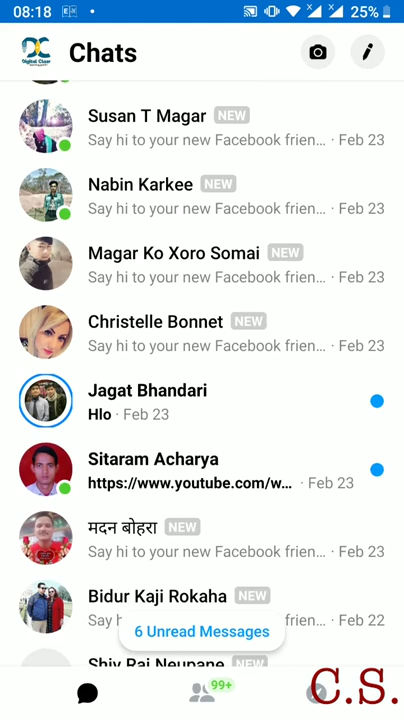 08:18 25%
Digital Claar
Chats
Susan T Magar NEW
Say hi to your new Facebook frien... · Feb 23
Nabin Karkee NEW
Say hi to your new Facebook frien... · Feb 23
Magar Ko Xoro Somai NEW
Say hi to your new Facebook frien... · Feb 23
Christelle Bonnet NEW
Say hi to your new Facebook frien... · Feb 23
Jagat Bhandari
Hlo · Feb 23
Sitaram Acharya
https://www.youtube.com/w... · Feb 23
मदन बोहरा NEW
Say hi to your new Facebook frien... · Feb 23
Bidur Kaji Rokaha NEW
Say h frien... · Feb 22
6 Unread Messages
Shiv Raj Neupane NEW
99+
C.S.